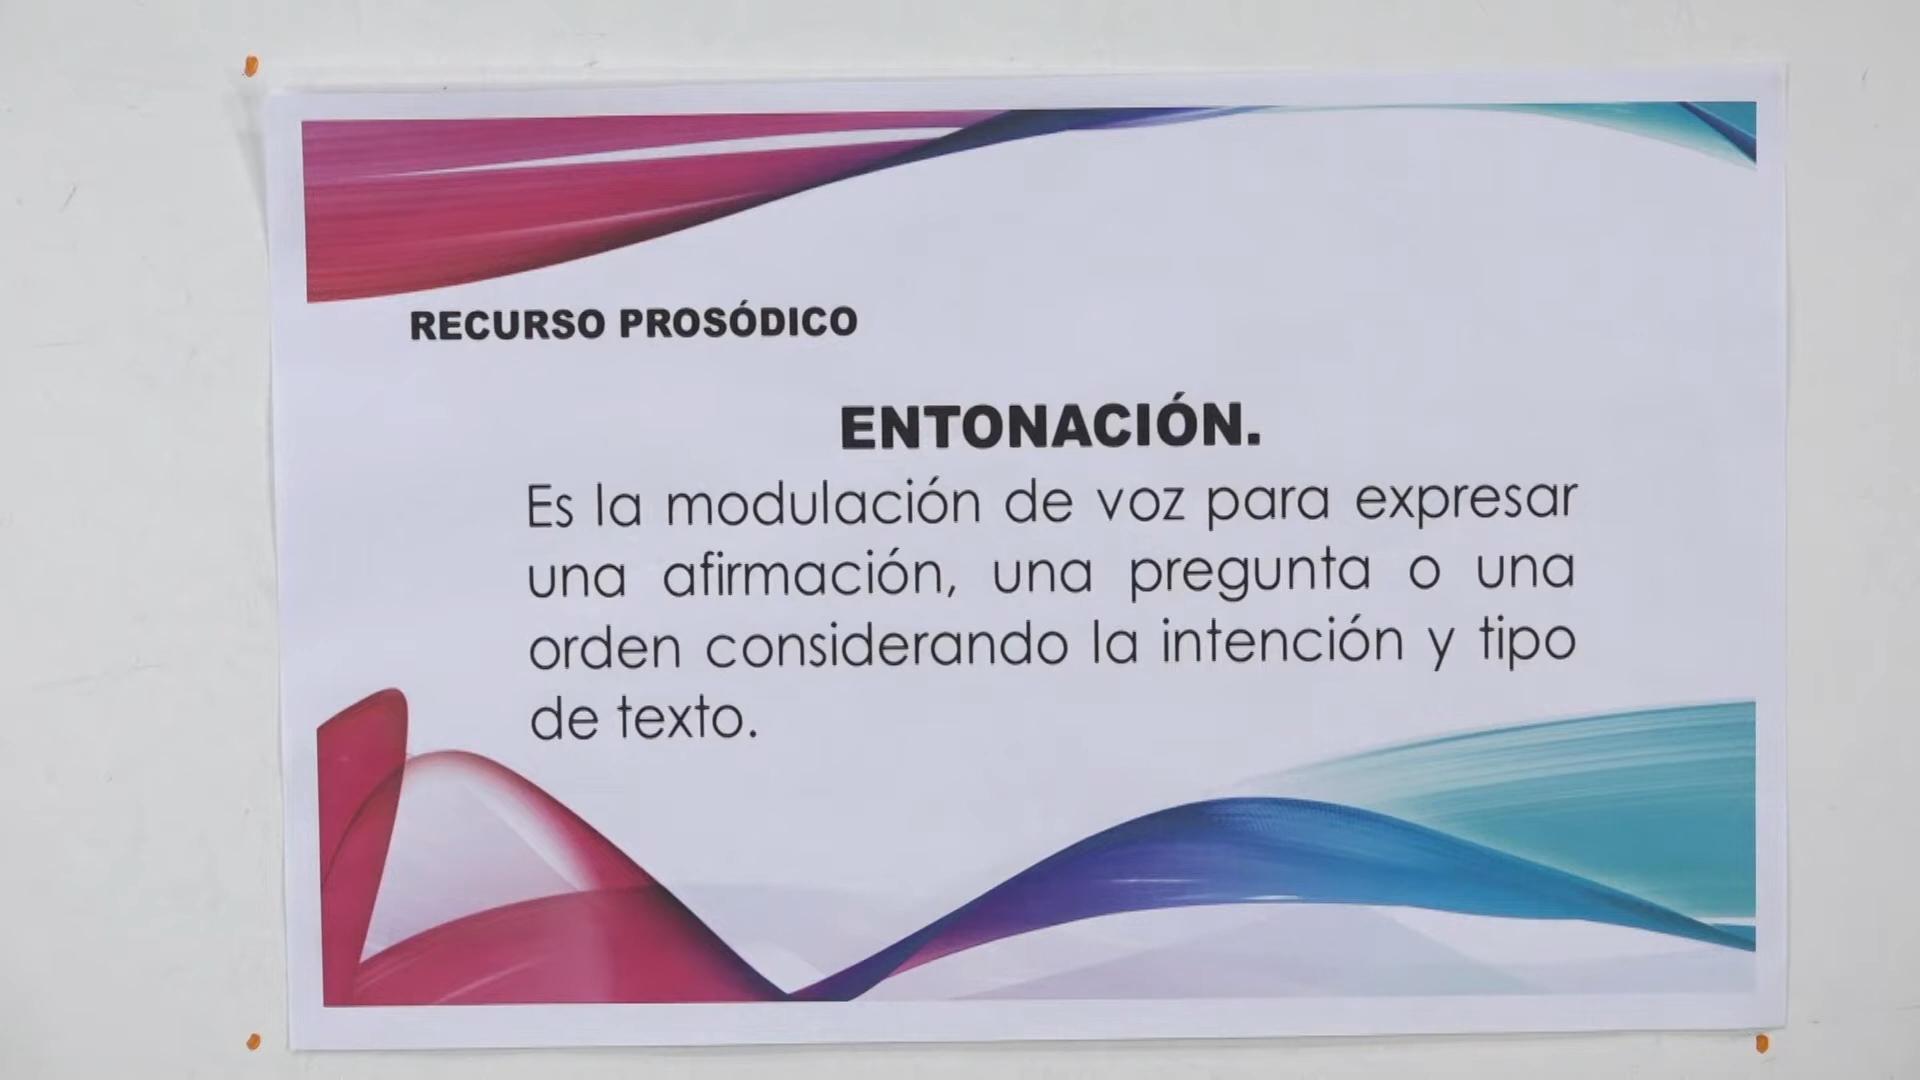 RECURSO PROSÓDICO
ENTONACIÓN.
Es la modulación de voz para expresar
una afirmación, una pregunta o una
orden considerando la intención y tipo
de texto.